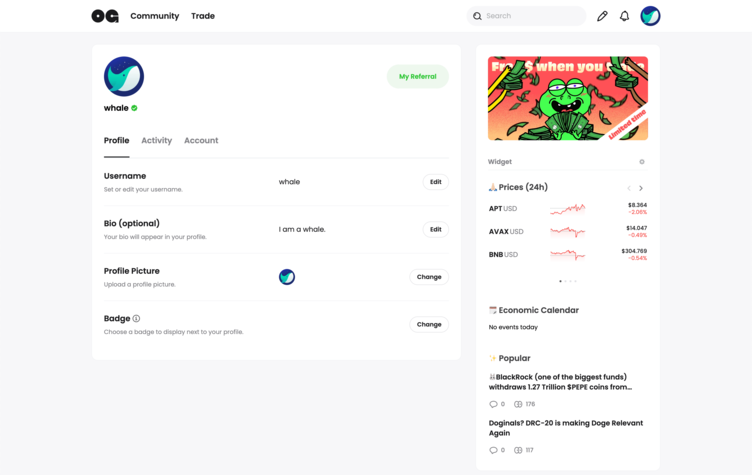 OG Community Trade Search
whale
My Referral
Profile Activity Account
Username
Set or edit your username.
whale
Edit
Bio (optional)
Your bio will appear in your profile.
I am a whale.
Edit
Profile Picture
Upload a profile picture.
Change
Badge
Choose a badge to display next to your profile.
Change
$ when you
Limited time
Widget
Prices (24h)
APT USD $8.364
-2.06%
AVAX USD $14.047
-0.49%
BNB USD $304.769
-0.54%
Economic Calendar
No events today
Popular
BlackRock (one of the biggest funds)
withdraws 1.27 Trillion $PEPE coins from...
0 176
Doginals? DRC-20 is making Doge Relevant
Again
0 117